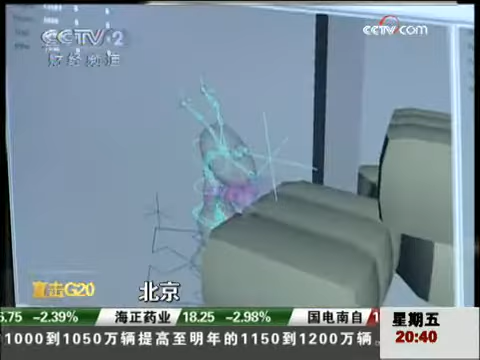 CCTV 2
财经频道
CCTV.com
直击G20
北京
6.75 -2.39% 海正药业 18.25 -2.98% 国电南自
星期五
1000到1050万辆提高至明年的1150到1200万辆
20:40